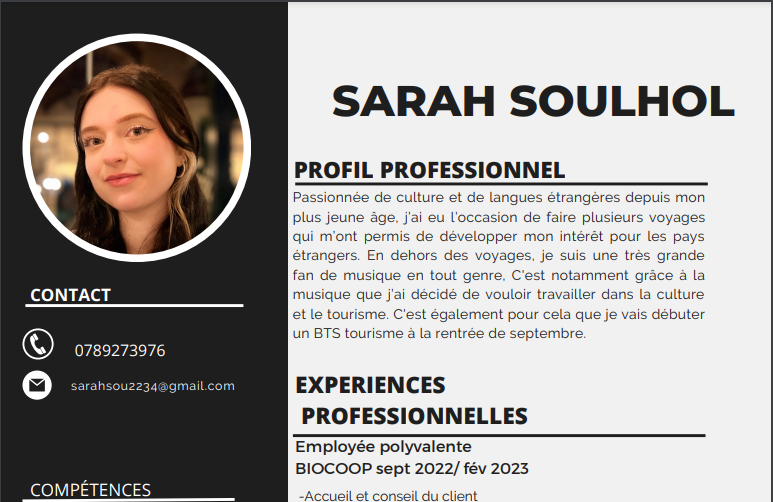 SARAH SOULHOL
PROFIL PROFESSIONNEL
Passionnée de culture et de langues étrangères depuis mon
plus jeune âge, j'ai eu l'occasion de faire plusieurs voyages
qui m'ont permis de développer mon intérêt pour les pays
étrangers. En dehors des voyages, je suis une très grande
fan de musique en tout genre, C'est notamment grâce à la
musique que j'ai décidé de vouloir travailler dans la culture
et le tourisme. C'est également pour cela que je vais débuter
un BTS tourisme à la rentrée de septembre.
CONTACT
0789273976
sarahsou2234@gmail.com
COMPÉTENCES
EXPERIENCES
PROFESSIONNELLES
Employée polyvalente
BIOCOOP sept 2022/ fév 2023
-Accueil et conseil du client